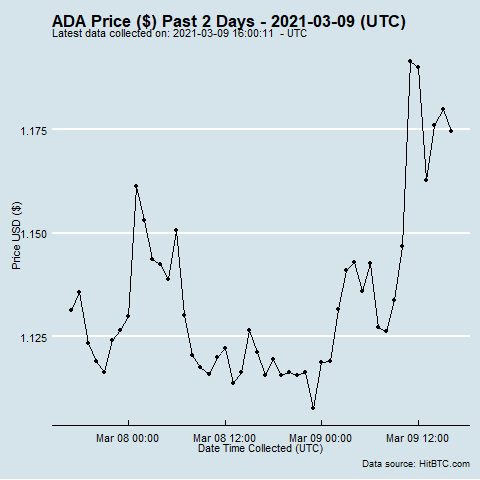 ADA Price ($) Past 2 Days - 2021-03-09 (UTC)
Latest data collected on: 2021-03-09 16:00:11  - UTC
1.175
1.150
1.125
Price USD ($)
Mar 08 00:00 Mar 08 12:00 Mar 09 00:00 Mar 09 12:00
Date Time Collected (UTC)
Data source: HitBTC.com